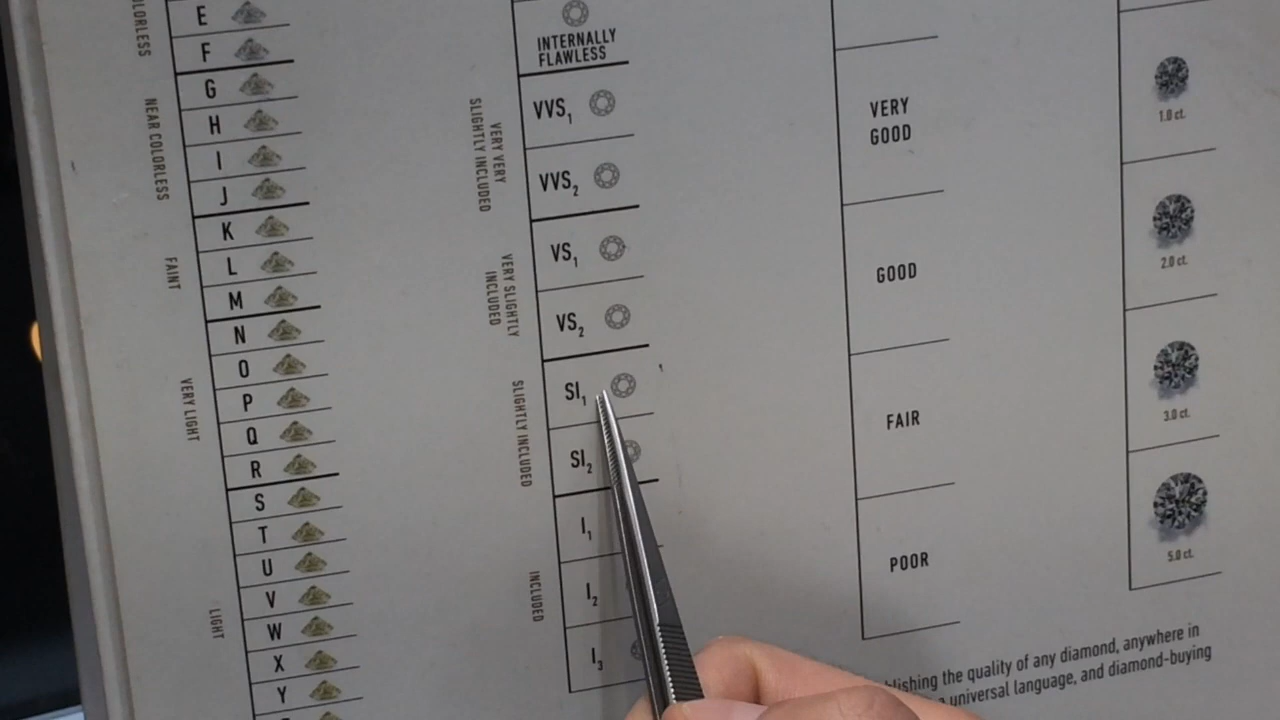 COLORLESS
E
F
NEAR COLORLESS
G
H
I
J
FAINT
K
L
M
VERY LIGHT
N
O
P
Q
R
LIGHT
S
T
U
V
W
X
Y
INTERNALLY
FLAWLESS
VERY VERY
SLIGHTLY INCLUDED
VVS1
VVS2
VERY SLIGHTLY
INCLUDED
VS1
VS2
SLIGHTLY INCLUDED
SI1
SI2
INCLUDED
I1
I2
I3
VERY
GOOD
GOOD
FAIR
POOR
1.0 ct.
2.0 ct.
3.0 ct.
5.0 ct.
lishing the quality of any diamond, anywhere in
universal language, and diamond-buying